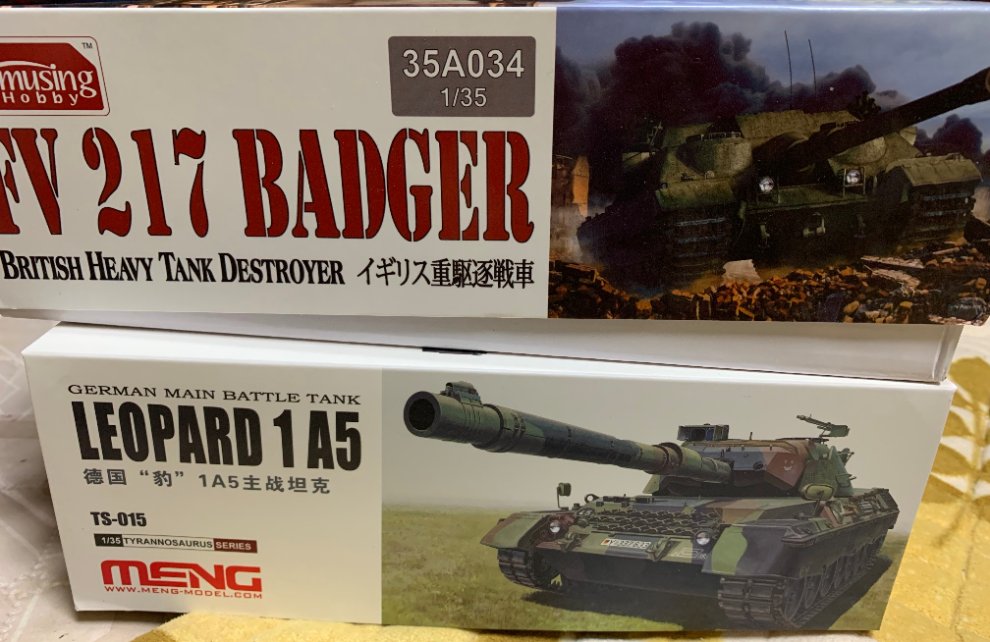 musing
Hobby
TM
35A034
1/35
FV 217 BADGER
BRITISH HEAVY TANK DESTROYER イギリス重駆逐戦車
GERMAN MAIN BATTLE TANK
LEOPARD 1 A5
德国 “豹” 1A5主战坦克
TS-015
1/35 TYRANNOSAURUS SERIES
MENG
WWW.MENG-MODEL.COM